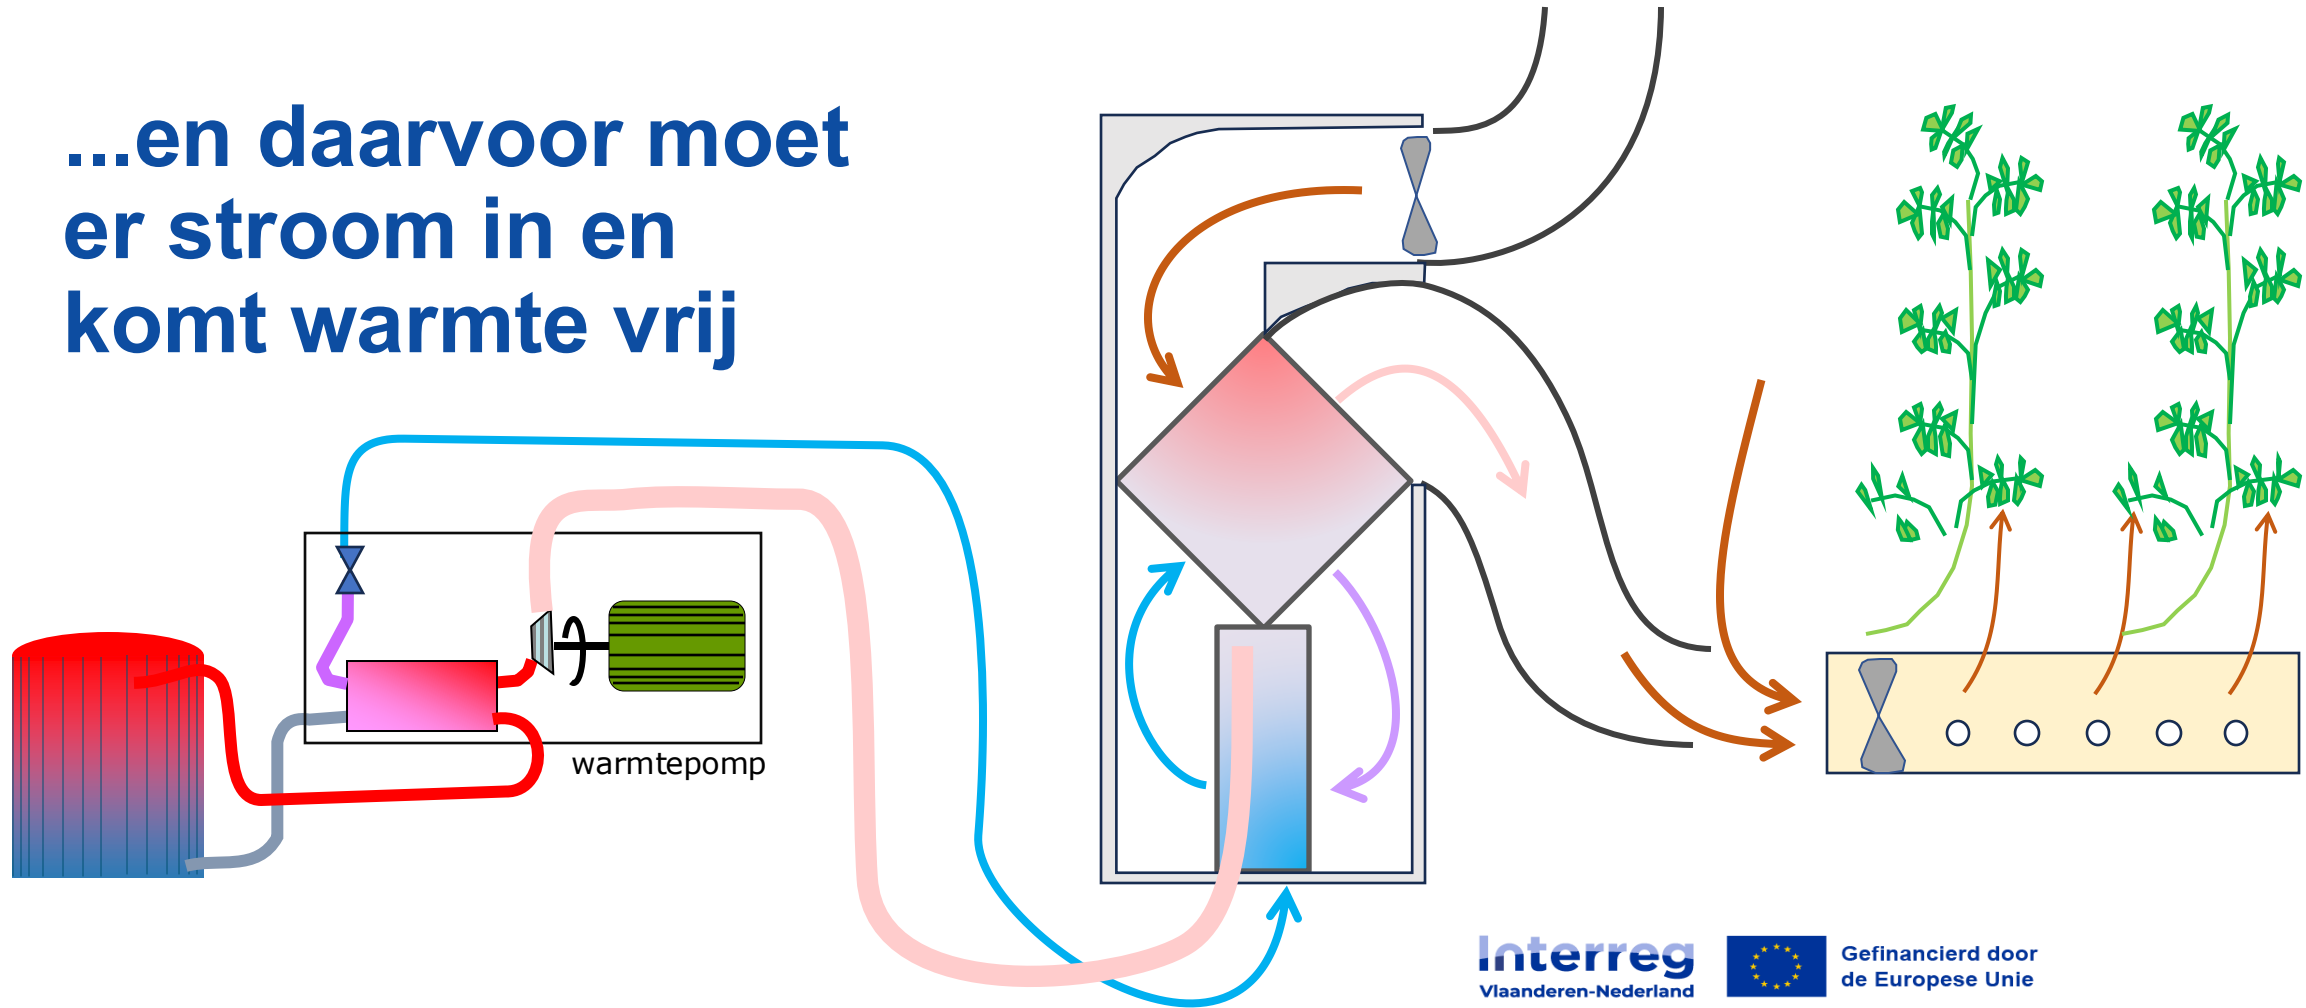 ...en daarvoor moet
er stroom in en
komt warmte vrij
warmtepomp
Interreg
Vlaanderen-Nederland
Gefinancierd door
de Europese Unie